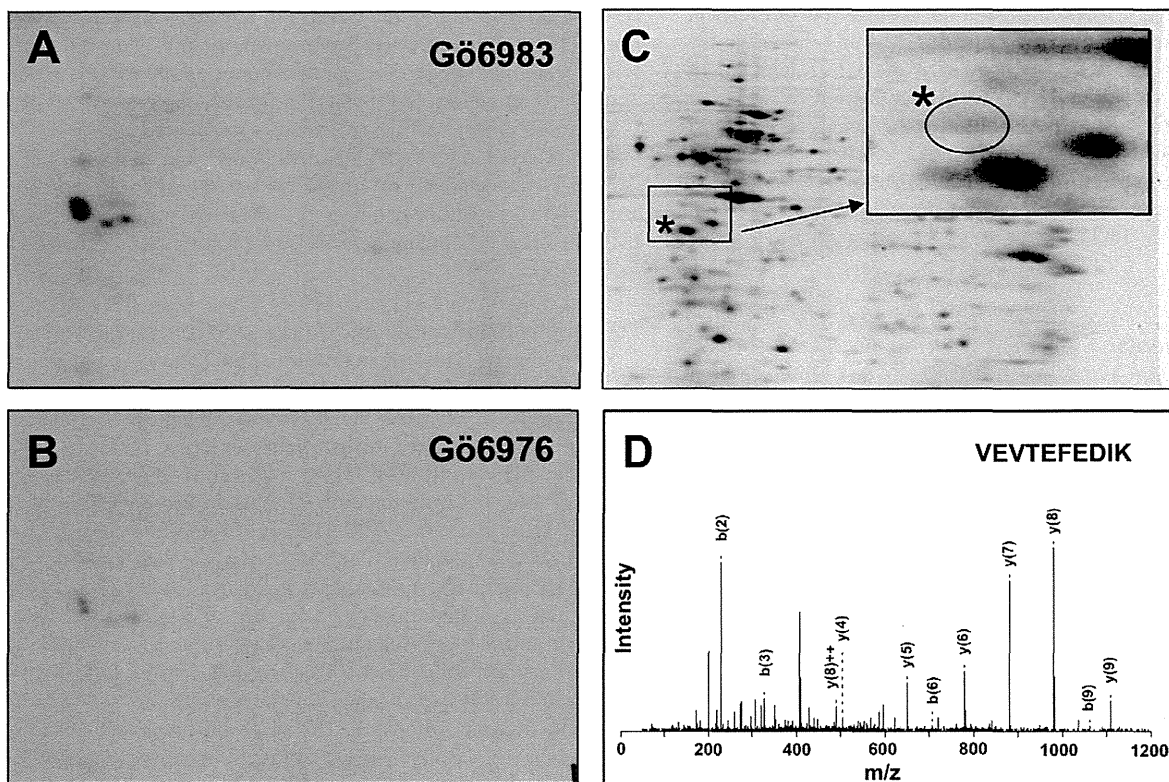 A
Gö6983
C
*
*
B
Gö6976
D
VEVTEFEDIK
Intensity
b(2)
b(3)
y(8)++
y(4)
y(5)
b(6)
y(6)
y(7)
y(8)
b(9)
y(9)
0 200 400 600 800 1000 1200
m/z